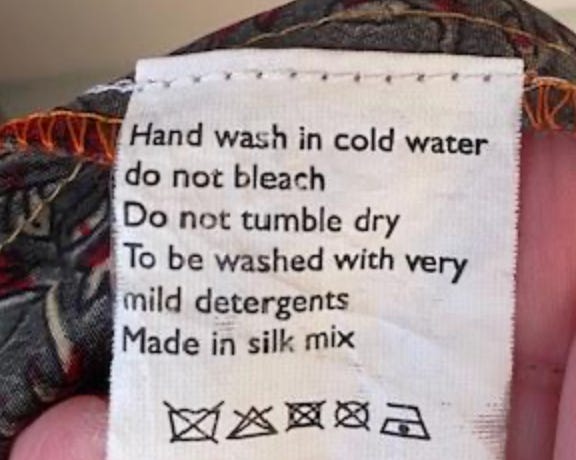 Hand wash in cold water
do not bleach
Do not tumble dry
To be washed with very
mild detergents
Made in silk mix